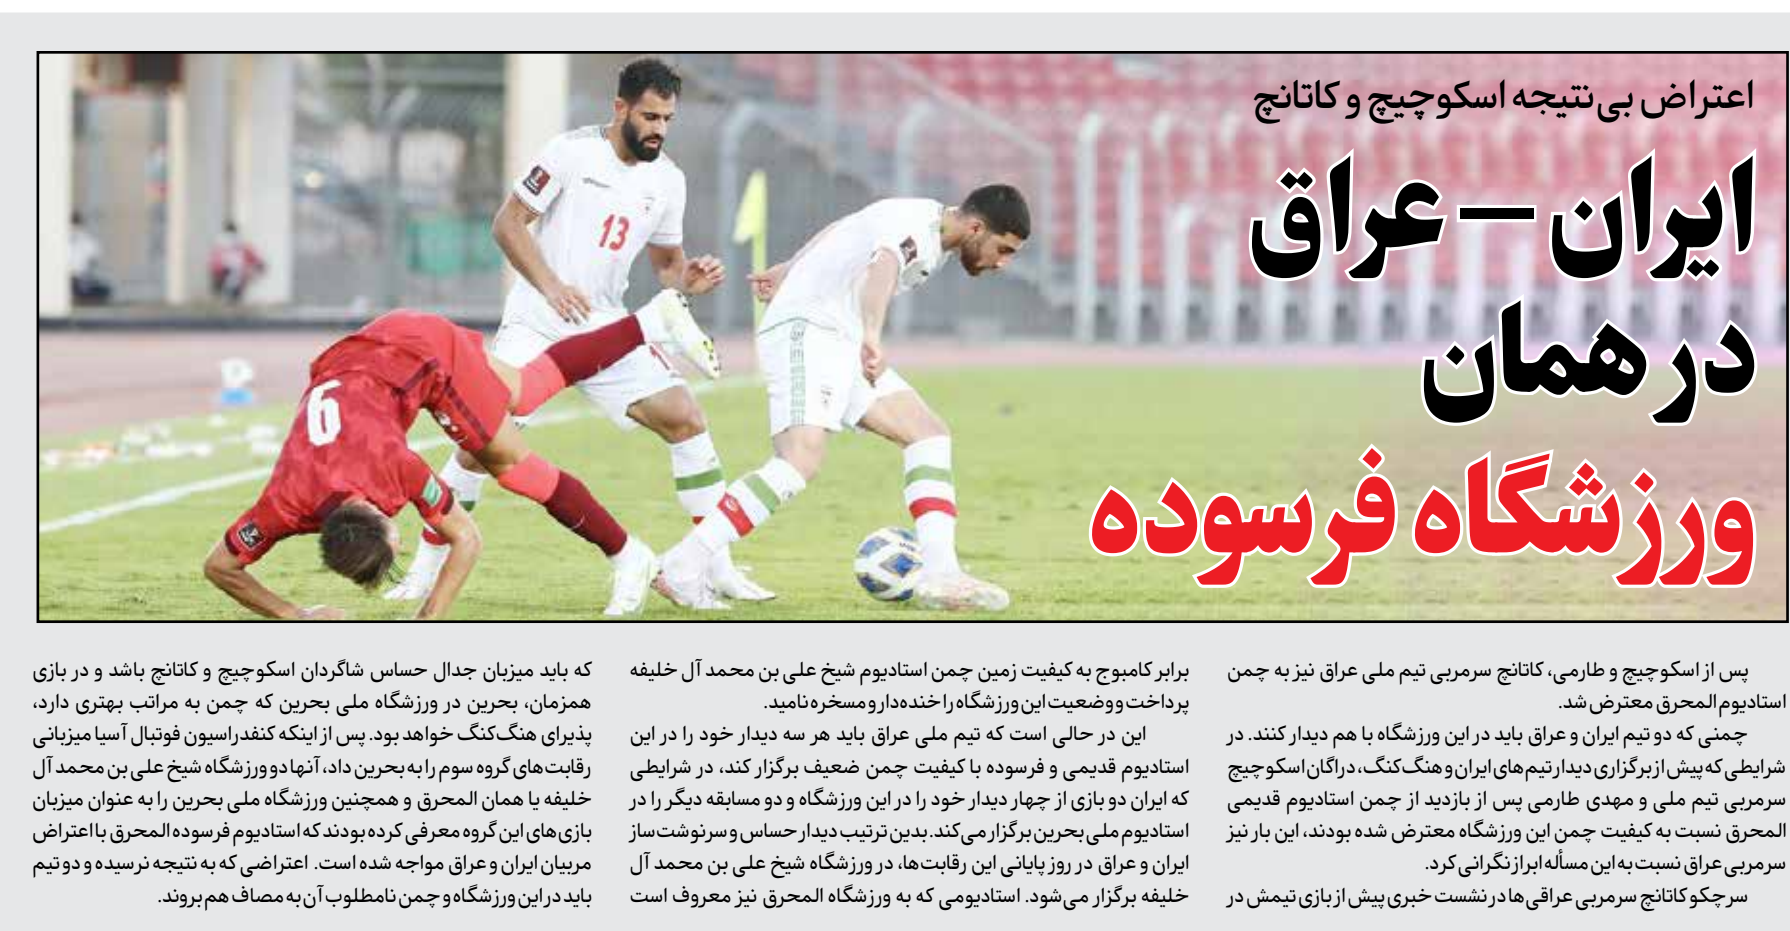 اعتراض بی‌نتیجه اسکوچیچ و کاتانچ
ایران – عراق
در همان
ورزشگاه فرسوده
13
6
پس از اسکوچیچ و طارمی، کاتانچ سرمربی تیم ملی عراق نیز به چمن
استادیوم المحرق معترض شد.
چمنی که دو تیم ایران و عراق باید در این ورزشگاه با هم دیدار کنند. در
شرایطی که پیش از برگزاری دیدار تیم‌های ایران و هنگ‌کنگ، دراگان اسکوچیچ
سرمربی تیم ملی و مهدی طارمی پس از بازدید از چمن استادیوم قدیمی
المحرق نسبت به کیفیت چمن این ورزشگاه معترض شده بودند، این بار نیز
سرمربی عراق نسبت به این مسأله ابراز نگرانی کرد.
سرچکو کاتانچ سرمربی عراقی‌ها در نشست خبری پیش از بازی تیمش در
برابر کامبوج به کیفیت زمین چمن استادیوم شیخ علی بن محمد آل خلیفه
پرداخت و وضعیت این ورزشگاه را خنده‌دار و مسخره نامید.
این در حالی است که تیم ملی عراق باید هر سه دیدار خود را در این
استادیوم قدیمی و فرسوده با کیفیت چمن ضعیف برگزار کند، در شرایطی
که ایران دو بازی از چهار دیدار خود را در این ورزشگاه و دو مسابقه دیگر را در
استادیوم ملی بحرین برگزار می‌کند. بدین ترتیب دیدار حساس و سرنوشت‌ساز
ایران و عراق در روز پایانی این رقابت‌ها، در ورزشگاه شیخ علی بن محمد آل
خلیفه برگزار می‌شود. استادیومی که به ورزشگاه المحرق نیز معروف است
که باید میزبان جدال حساس شاگردان اسکوچیچ و کاتانچ باشد و در بازی
همزمان، بحرین در ورزشگاه ملی بحرین که چمن به مراتب بهتری دارد،
پذیرای هنگ‌کنگ خواهد بود. پس از اینکه کنفدراسیون فوتبال آسیا میزبانی
رقابت‌های گروه سوم را به بحرین داد، آنها دو ورزشگاه شیخ علی بن محمد آل
خلیفه یا همان المحرق و همچنین ورزشگاه ملی بحرین را به عنوان میزبان
بازی‌های این گروه معرفی کرده بودند که استادیوم فرسوده المحرق با اعتراض
مربیان ایران و عراق مواجه شده است. اعتراضی که به نتیجه نرسیده و دو تیم
باید در این ورزشگاه و چمن نامطلوب آن به مصاف هم بروند.